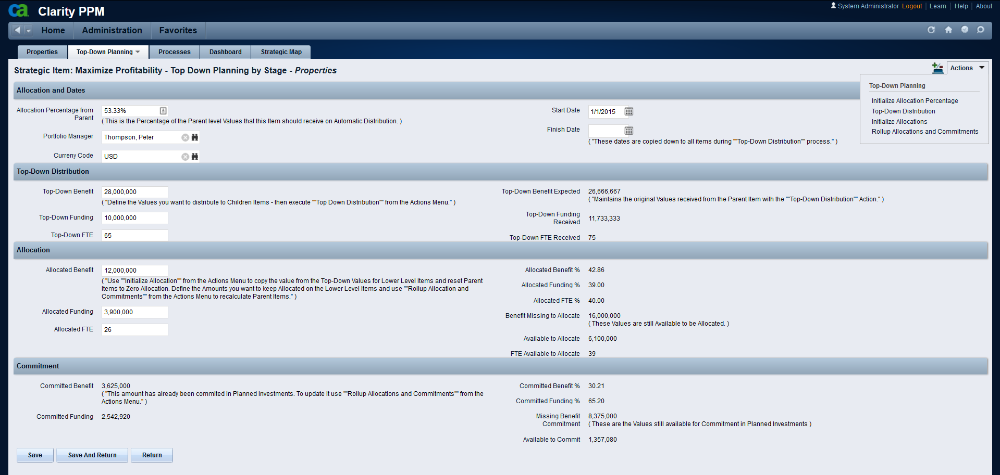 ca Clarity PPM
System Administrator Logout | Learn | Help | About
Home Administration Favorites
Properties Top-Down Planning Processes Dashboard Strategic Map
Strategic Item: Maximize Profitability - Top Down Planning by Stage - Properties
Actions
Top-Down Planning
Initialize Allocation Percentage
Top-Down Distribution
Initialize Allocations
Rollup Allocations and Commitments
Allocation and Dates
Allocation Percentage from
Parent
53.33%
( This is the Percentage of the Parent level Values that this Item should receive on Automatic Distribution. )
Portfolio Manager Thompson, Peter
Curreny Code USD
Start Date 1/1/2015
Finish Date
( "These dates are copied down to all items during ""Top-Down Distribution"" process." )
Top-Down Distribution
Top-Down Benefit 28,000,000
( "Define the Values you want to distribute to Children Items - then execute ""Top Down Distribution"" from the Actions Menu." )
Top-Down Funding 10,000,000
Top-Down FTE 65
Top-Down Benefit Expected 26,666,667
( "Maintains the original Values received from the Parent Item with the ""Top-Down Distribution"" Action." )
Top-Down Funding
Received
11,733,333
Top-Down FTE Received 75
Allocation
Allocated Benefit 12,000,000
( "Use ""Initialize Allocation"" from the Actions Menu to copy the value from the Top-Down Values for Lower Level Items and reset Parent
Items to Zero Allocation. Define the Amounts you want to keep Allocated on the Lower Level Items and use ""Rollup Allocation and
Commitments"" from the Actions Menu to recalculate Parent Items." )
Allocated Funding 3,900,000
Allocated FTE 26
Allocated Benefit % 42.86
Allocated Funding % 39.00
Allocated FTE % 40.00
Benefit Missing to Allocate 16,000,000
( These Values are still Available to be Allocated. )
Available to Allocate 6,100,000
FTE Available to Allocate 39
Commitment
Committed Benefit 3,625,000
( "This amount has already been commited in Planned Investments. To update it use ""Rollup Allocations and Commitments"" from the
Actions Menu." )
Committed Funding 2,542,920
Committed Benefit % 30.21
Committed Funding % 65.20
Missing Benefit
Commitment
8,375,000
( These are the Values still available for Commitment in Planned Investments )
Available to Commit 1,357,080
Save Save And Return Return